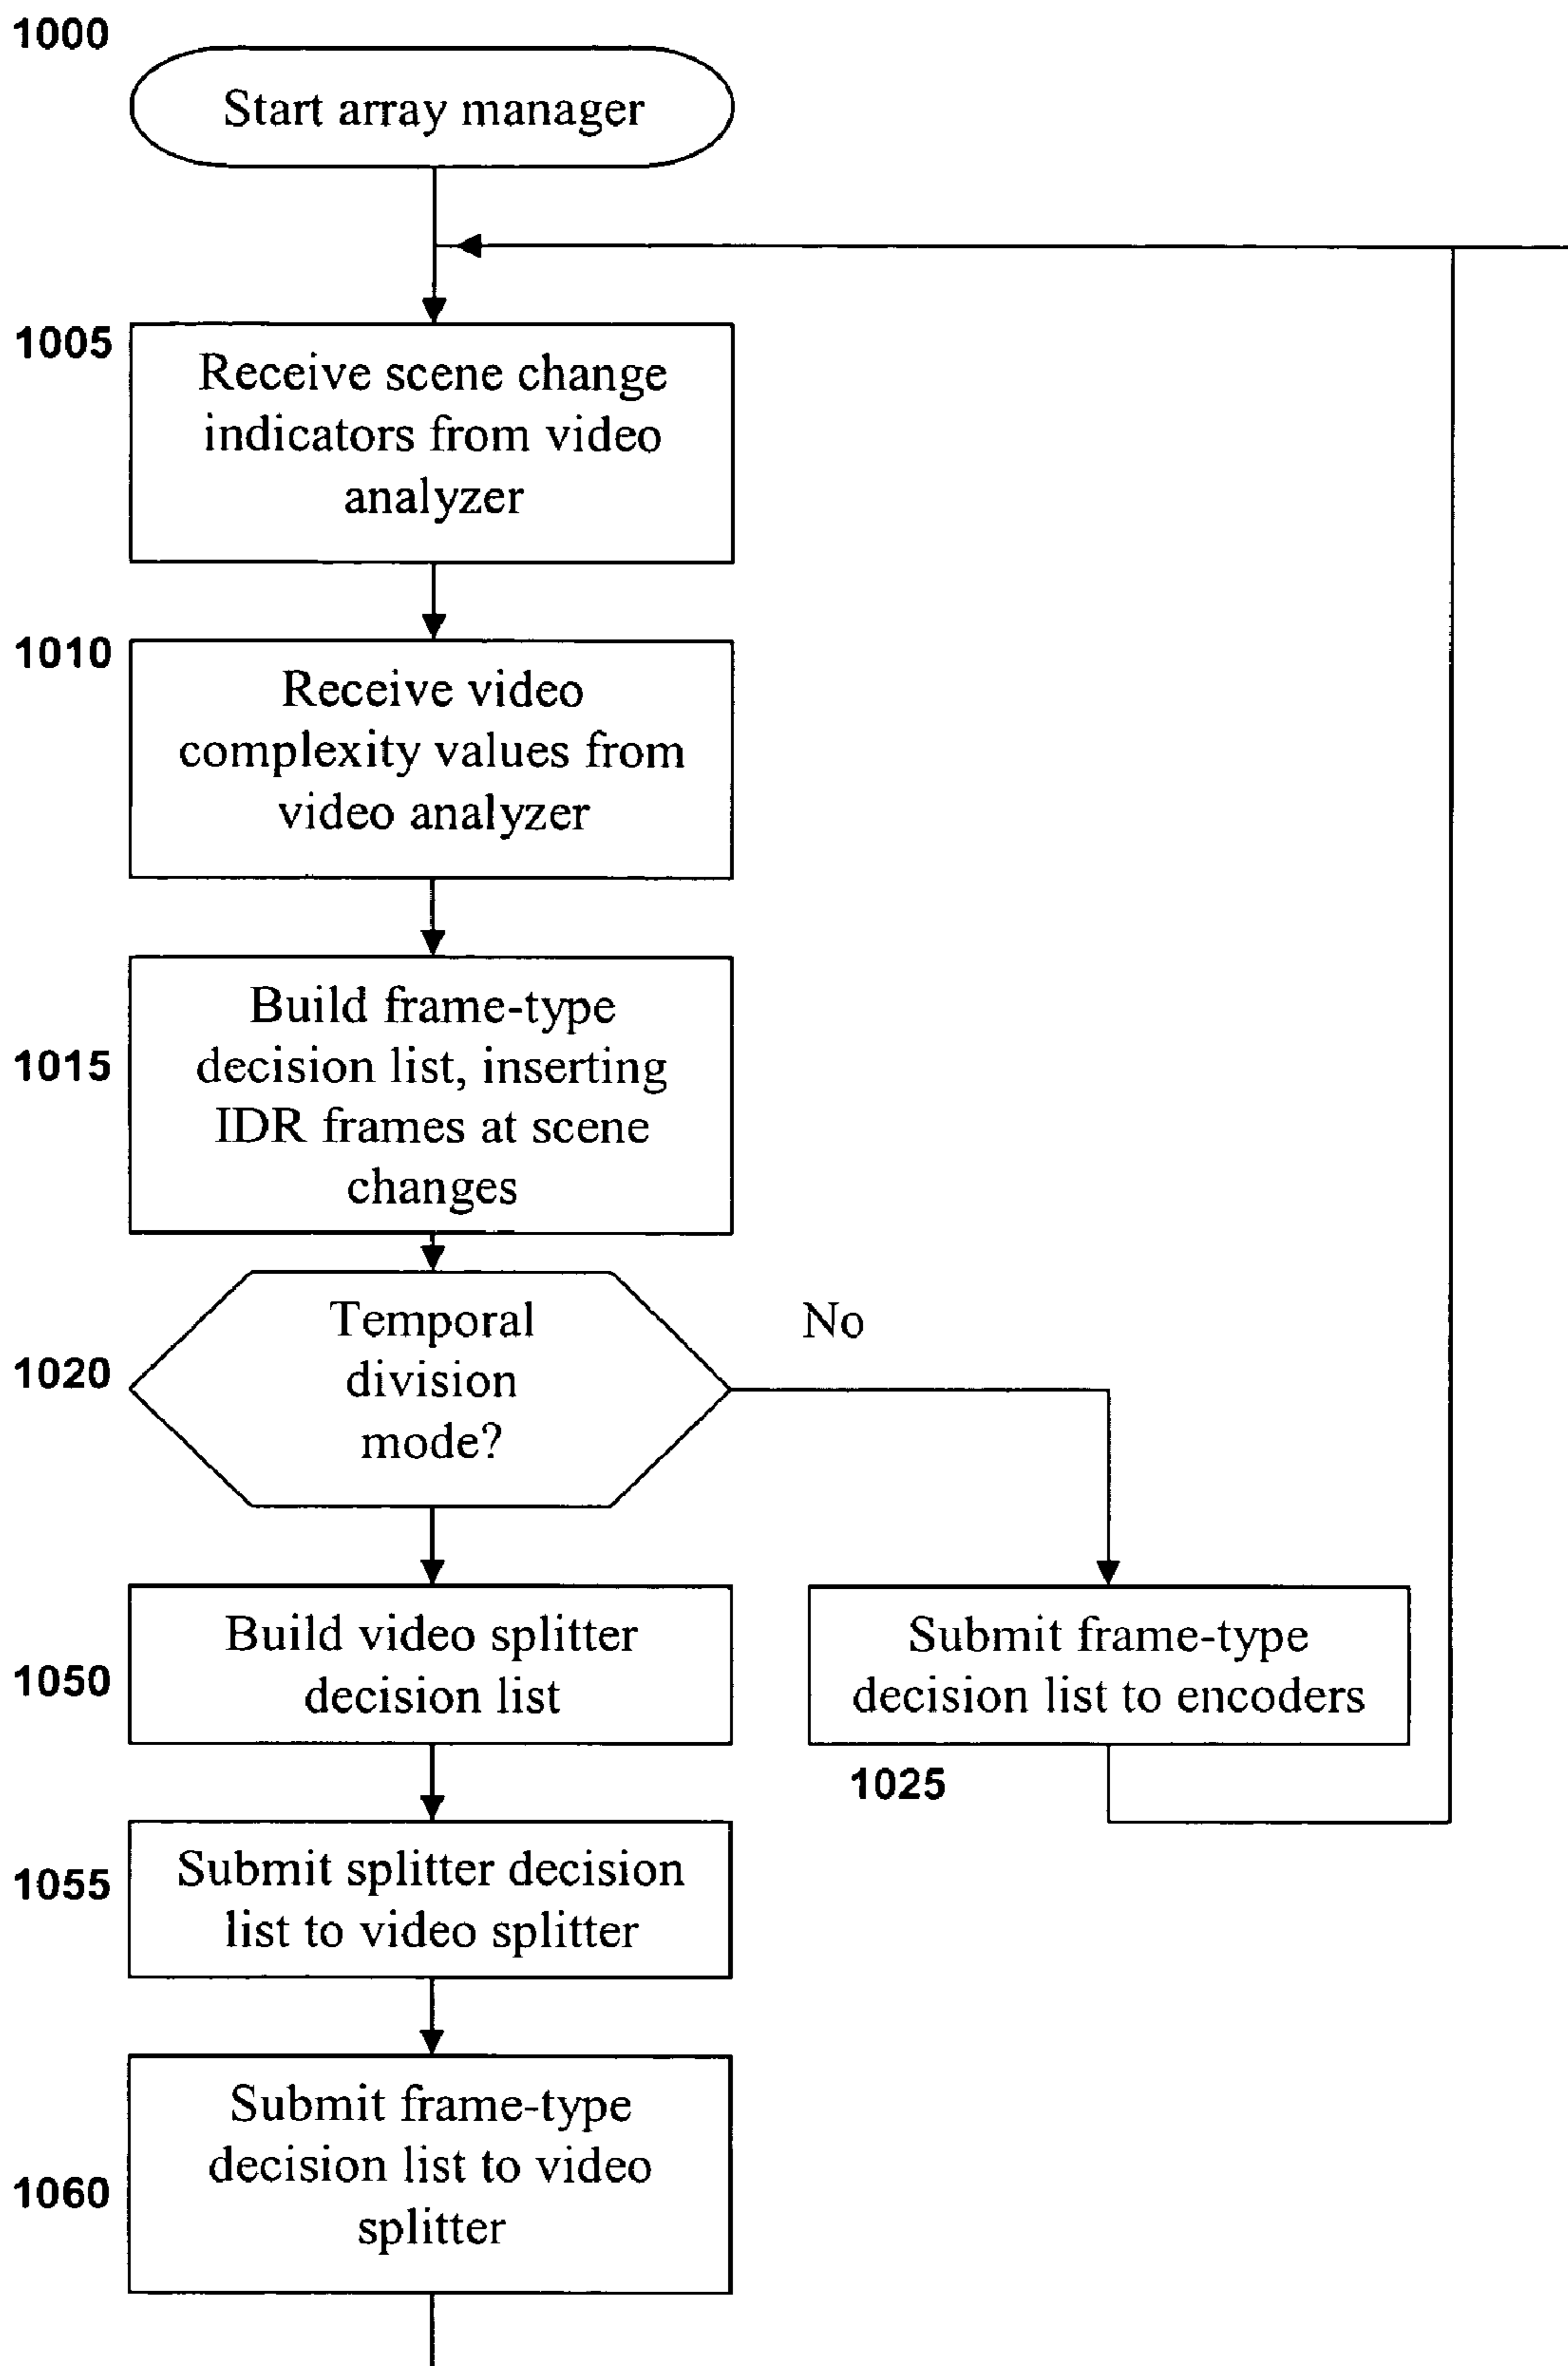 1000
Start array manager
1005
Receive scene change
indicators from video
analyzer
1010
Receive video
complexity values from
video analyzer
1015
Build frame-type
decision list, inserting
IDR frames at scene
changes
1020
Temporal
division
mode?
No
1050
Build video splitter
decision list
Submit frame-type
decision list to encoders
1025
1055
Submit splitter decision
list to video splitter
1060
Submit frame-type
decision list to video
splitter